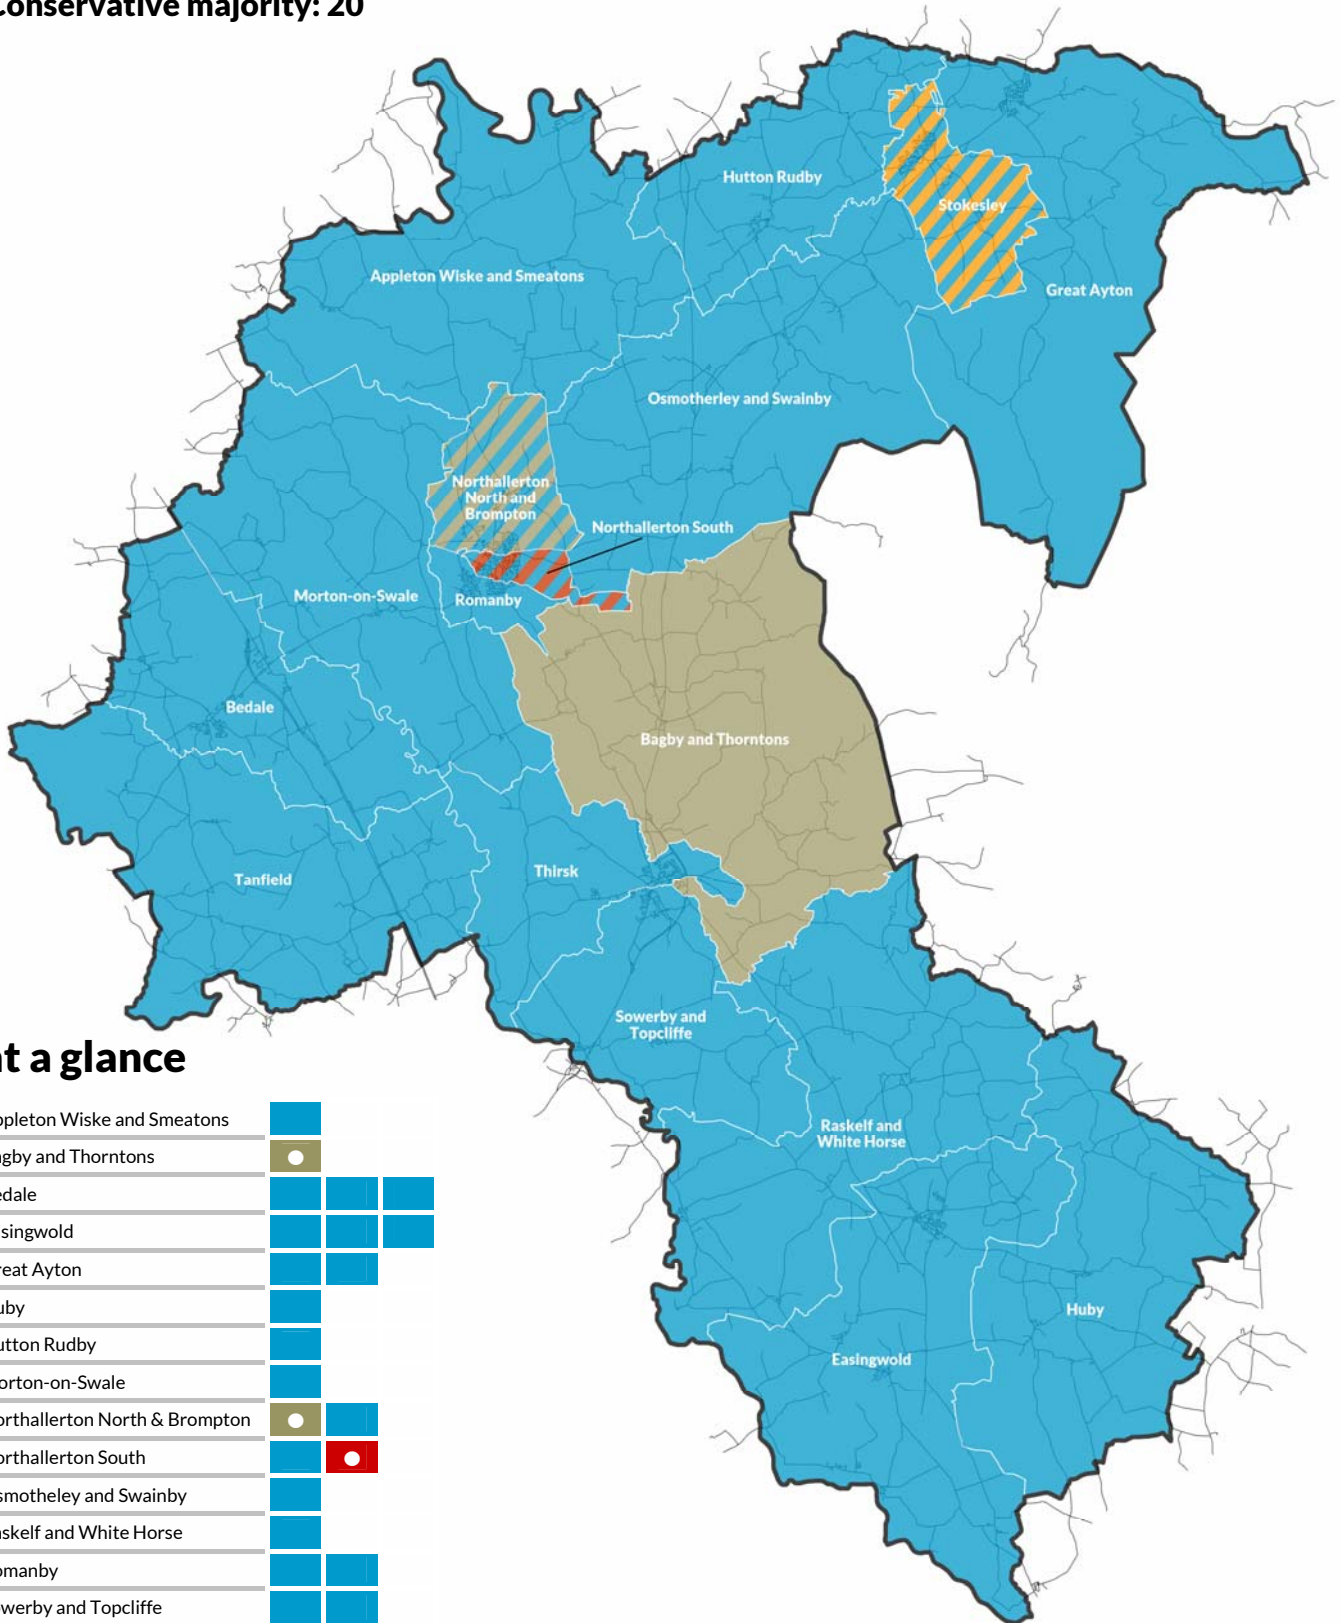 Conservative majority: 20
Hutton Rudby
Stokesley
Appleton Wiske and Smeatons
Great Ayton
Osmotherley and Swainby
Northallerton
North and
Brompton
Northallerton South
Morton-on-Swale
Romanby
Bedale
Bagby and Thorntons
Thirsk
Tanfield
Sowerby and
Topcliffe
Raskelf and
White Horse
Huby
Easingwold
at a glance
ppleton Wiske and Smeatons
gby and Thorntons
edale
singwold
reat Ayton
uby
utton Rudby
orton-on-Swale
orthallerton North & Brompton
orthallerton South
smotheley and Swainby
skelf and White Horse
omanby
werby and Topcliffe